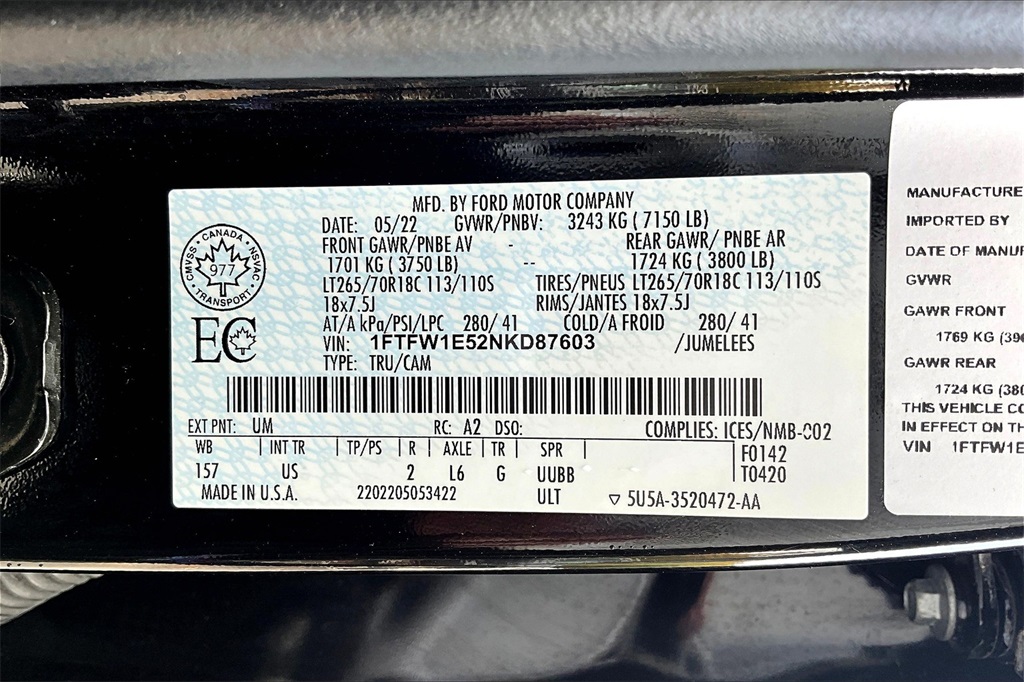 MFD. BY FORD MOTOR COMPANY
DATE: 05/22 GVWR/PNBV: 3243 KG ( 7150 LB)
FRONT GAWR/PNBE AV - REAR GAWR/ PNBE AR
1701 KG ( 3750 LB) -- 1724 KG ( 3800 LB)
LT265/70R18C 113/110S TIRES/PNEUS LT265/70R18C 113/110S
18x7.5J RIMS/JANTES 18x7.5J
AT/A kPa/PSI/LPC 280/ 41 COLD/A FROID 280/ 41
VIN: 1FTFW1E52NKD87603 /JUMELEES
TYPE: TRU/CAM
CANADA
CMVSS NSVAC
977
TRANSPORT
EC
EXT PNT: UM RC: A2 DSO: COMPLIES: ICES/NMB-002
WB | INT TR | TP/PS | R | AXLE | TR | SPR F0142
157 US 2 L6 G UUBB T0420
MADE IN U.S.A. 2202205053422 ULT ▽ 5U5A-3520472-AA
MANUFACTURE
IMPORTED BY
DATE OF MANUF
GVWR
GAWR FRONT
1769 KG (390
GAWR REAR
1724 KG (380
THIS VEHICLE CO
IN EFFECT ON TH
VIN 1FTFW1E